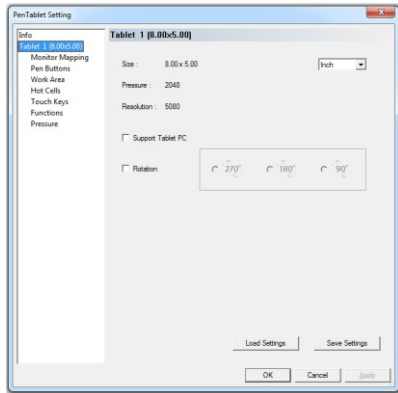 PenTablet Setting
Info
Tablet 1 (8.00x5.00)
Monitor Mapping
Pen Buttons
Work Area
Hot Cells
Touch Keys
Functions
Pressure
Tablet 1 (8.00x5.00)
Size : 8.00 x 5.00 Inch
Pressure : 2048
Resolution : 5080
Support Tablet PC
Rotation 270° 180° 90°
Load Settings Save Settings
OK Cancel Apply